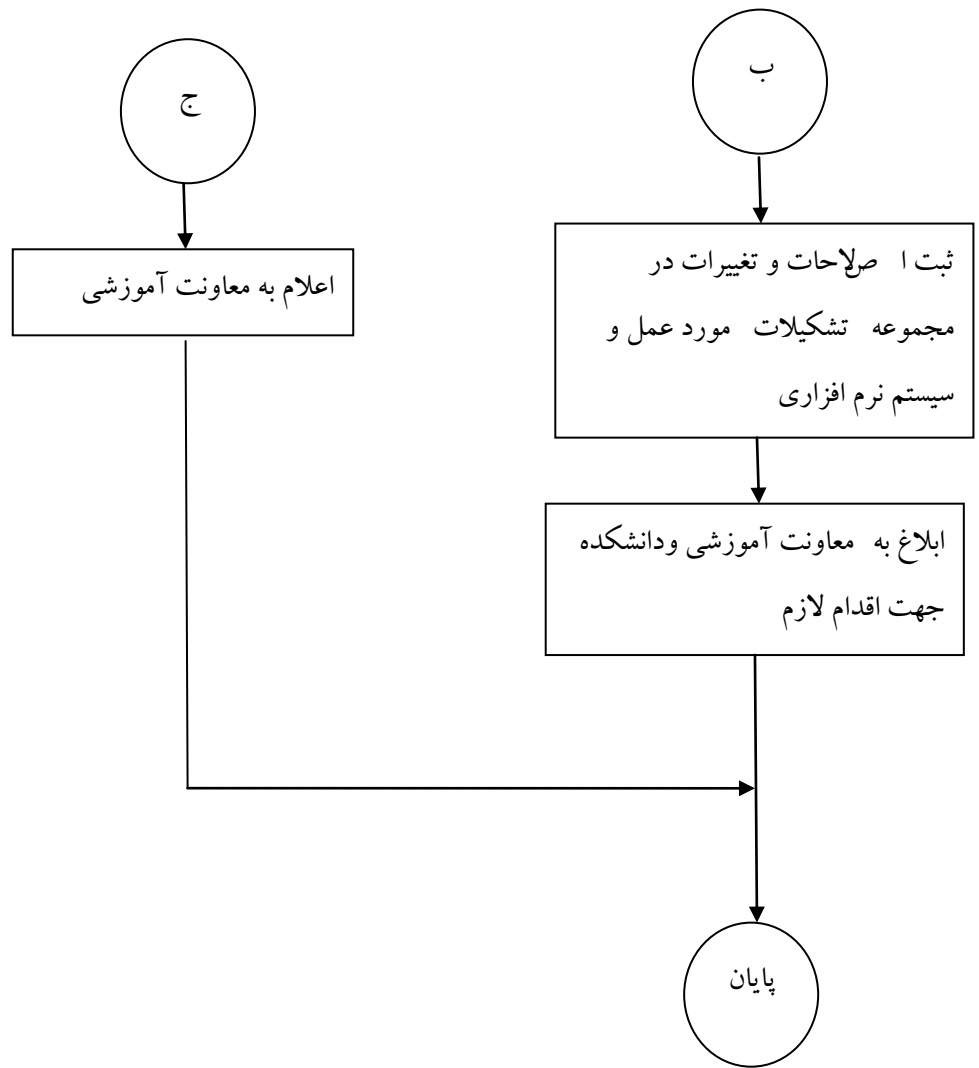 ب
ثبت ا صلاحات و تغییرات در
مجموعه تشکیلات مورد عمل و
سیستم نرم افزاری
ابلاغ به معاونت آموزشی ودانشکده
جهت اقدام لازم
ج
اعلام به معاونت آموزشی
پایان